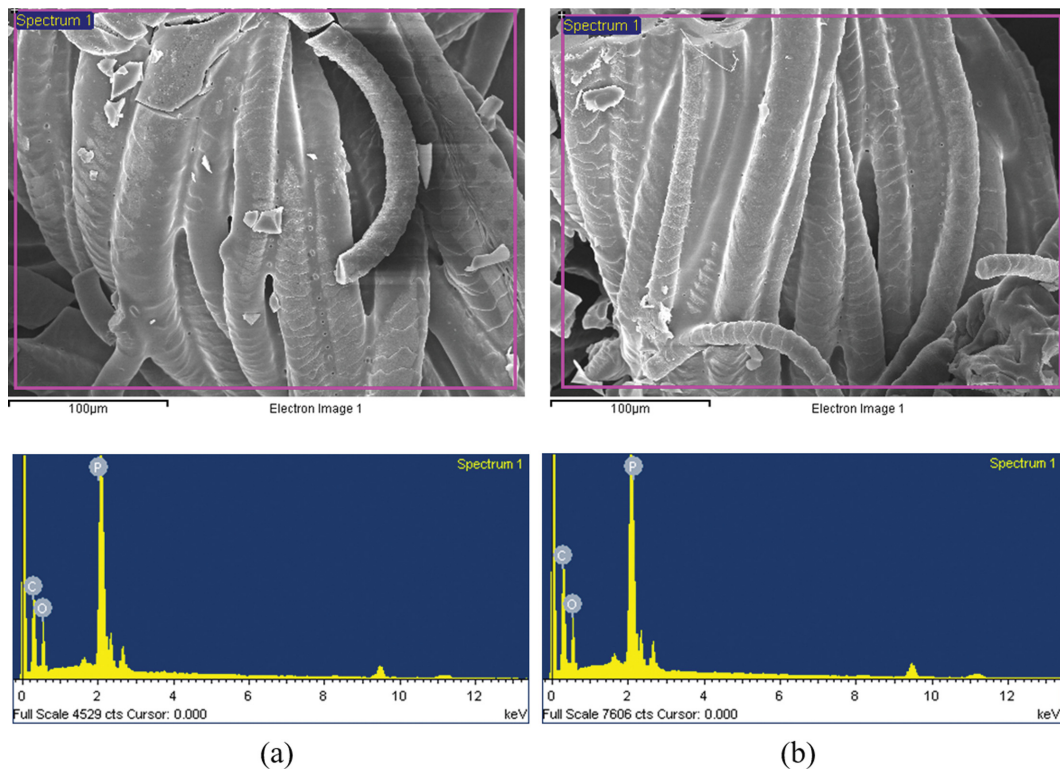 Spectrum 1
Spectrum 1
100µm Electron Image 1
100µm Electron Image 1
Spectrum 1
P
C
O
0 2 4 6 8 10 12
Full Scale 4529 cts Cursor: 0.000 keV
Spectrum 1
P
C
O
0 2 4 6 8 10 12
Full Scale 7606 cts Cursor: 0.000 keV
(a)
(b)